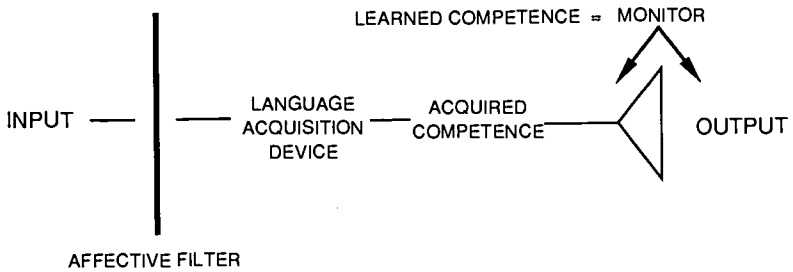 LEARNED COMPETENCE = MONITOR
INPUT
LANGUAGE
ACQUISITION
DEVICE
ACQUIRED
COMPETENCE
OUTPUT
AFFECTIVE FILTER